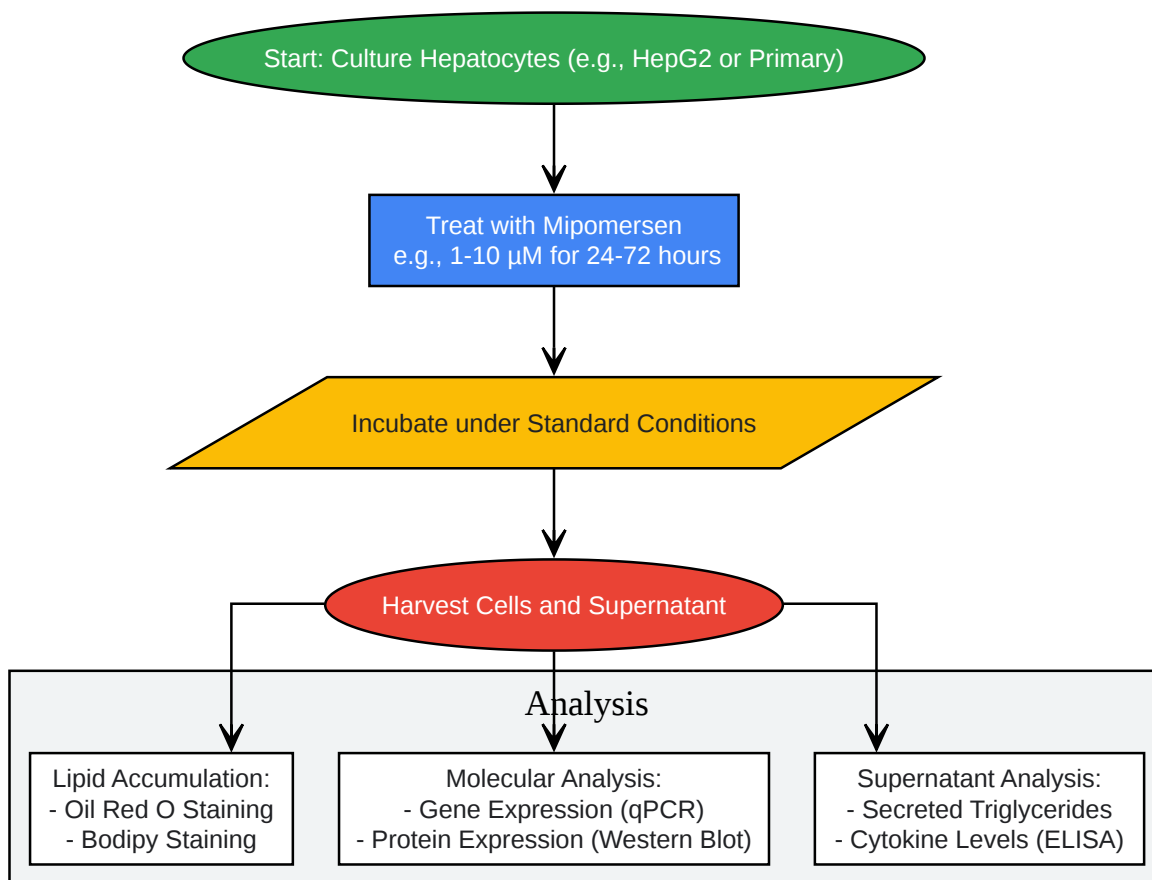 Start: Culture Hepatocytes (e.g., HepG2 or Primary)
Treat with Mipomersen
e.g., 1-10 µM for 24-72 hours
Incubate under Standard Conditions
Harvest Cells and Supernatant
Analysis
Lipid Accumulation:
- Oil Red O Staining
- Bodipy Staining
Molecular Analysis:
- Gene Expression (qPCR)
- Protein Expression (Western Blot)
Supernatant Analysis:
- Secreted Triglycerides
- Cytokine Levels (ELISA)